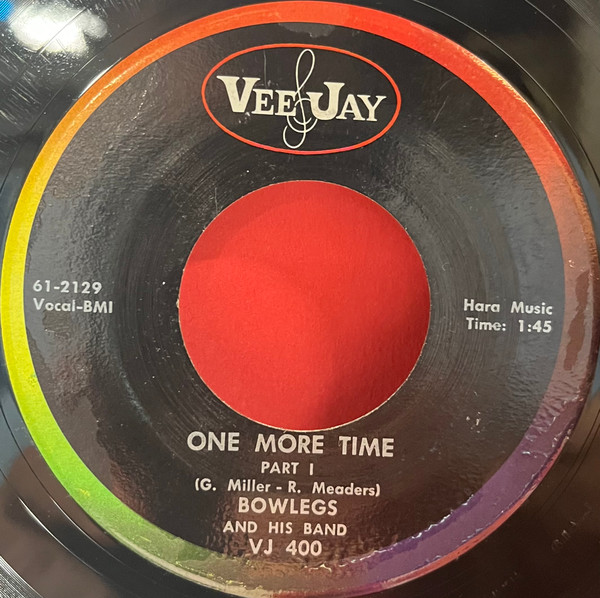 VEE JAY
61-2129
Vocal-BMI
Hara Music
Time: 1:45
ONE MORE TIME
PART I
(G. Miller - R. Meaders)
BOWLEGS
AND HIS BAND
VJ 400